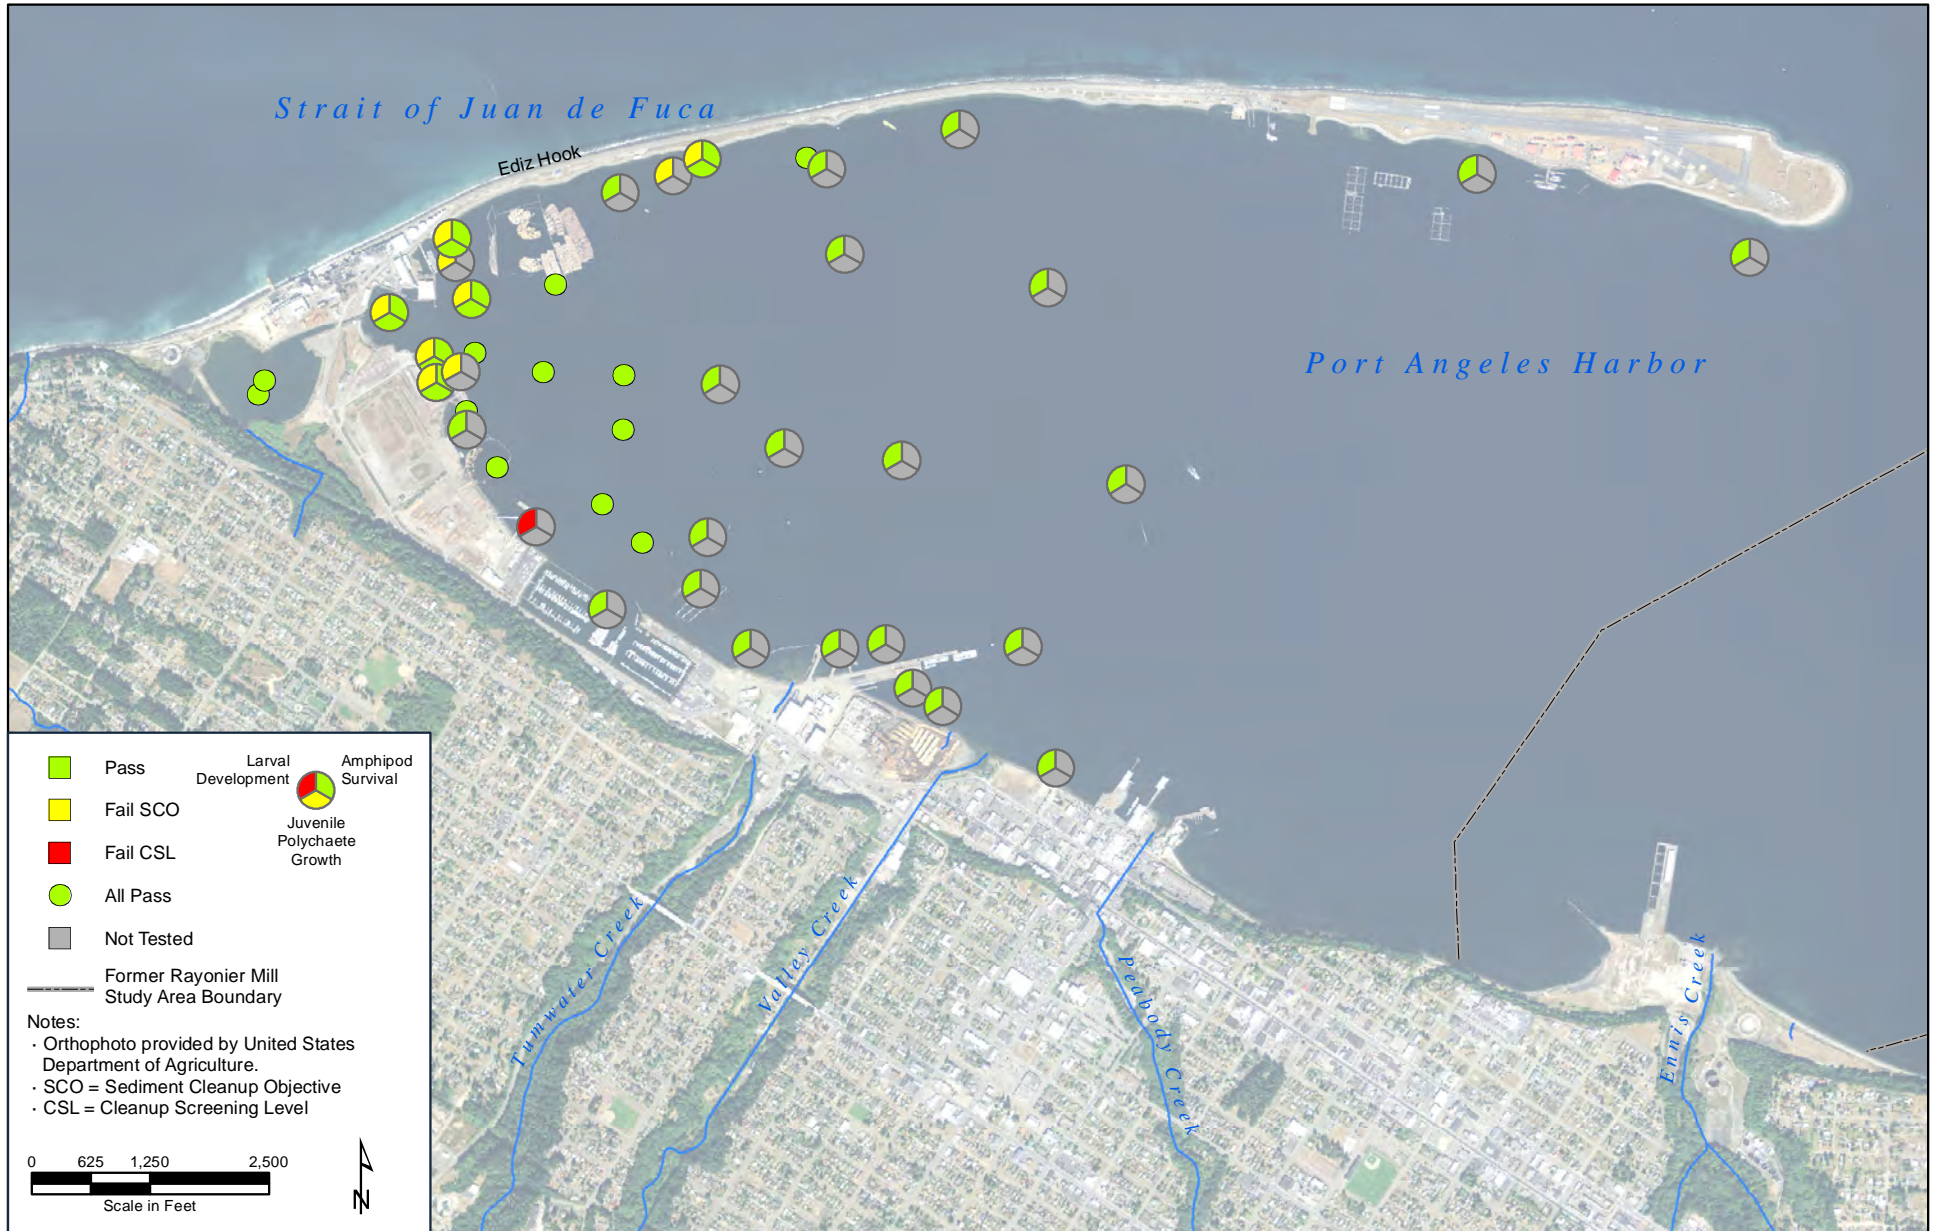 Strait of Juan de Fuca
Ediz Hook
Port Angeles Harbor
Pass
Fail SCO
Fail CSL
All Pass
Not Tested
Former Rayonier Mill
Study Area Boundary
Larval
Development
Amphipod
Survival
Juvenile
Polychaete
Growth
Notes:
· Orthophoto provided by United States
Department of Agriculture.
· SCO = Sediment Cleanup Objective
· CSL = Cleanup Screening Level
0 625 1,250 2,500
Scale in Feet
N
Tumwater Creek
Valley Creek
Peabody Creek
Ennis Creek